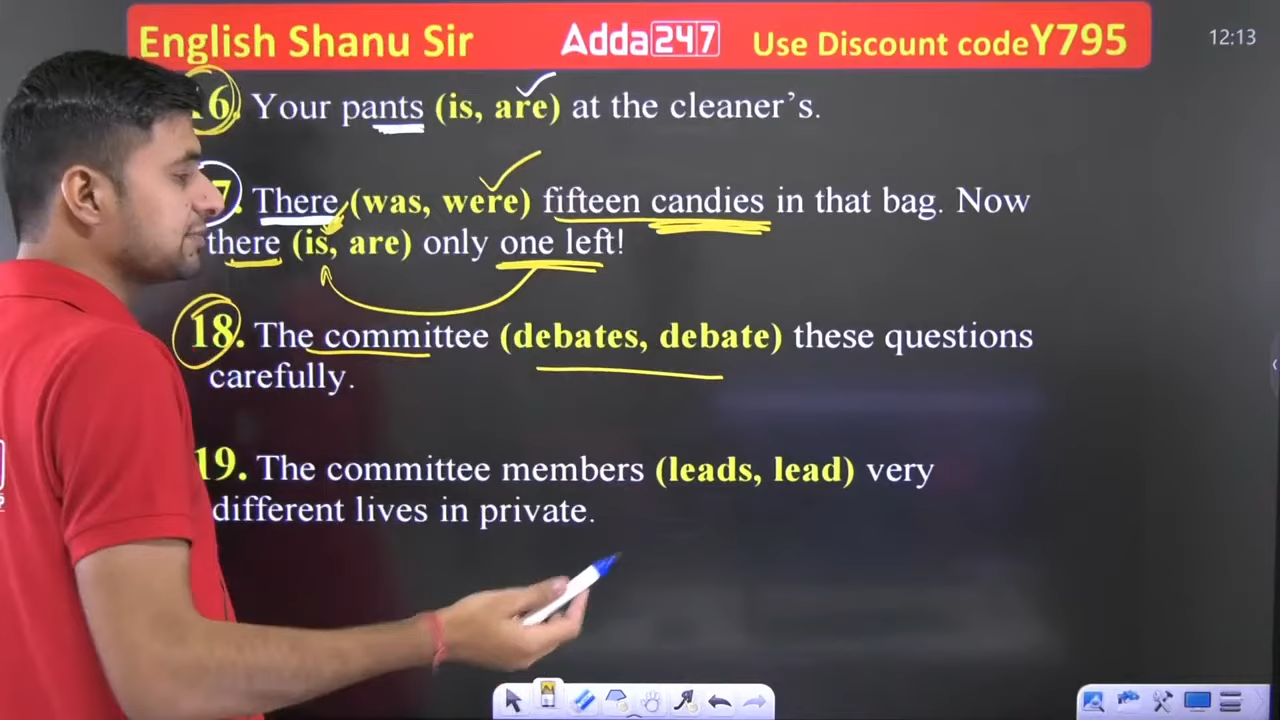 English Shanu Sir Adda247 Use Discount code Y795 12:13
6. Your pants (is, are) at the cleaner's.
7. There (was, were) fifteen candies in that bag. Now
there (is, are) only one left!
18. The committee (debates, debate) these questions
carefully.
19. The committee members (leads, lead) very
different lives in private.